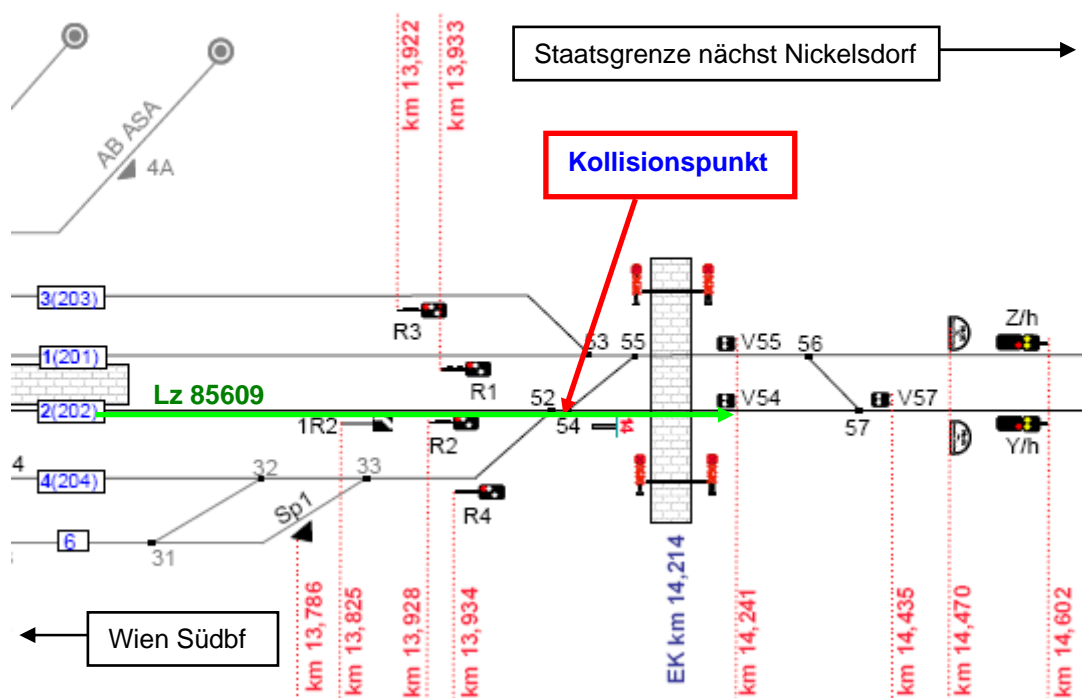 km 13,922
km 13,933
Staatsgrenze nächst Nickelsdorf
AB ASA
4A
Kollisionspunkt
3(203)
R3
Z/h
1(201)
53
55
V55
56
R1
Lz 85609
2(202)
52
54
V54
V57
1R2
R2
57
Y/h
4
4(204)
32
33
R4
Sp1
6
31
Wien Südbf
km 13,786
km 13,825
km 13,928
km 13,934
EK km 14,214
km 14,241
km 14,435
km 14,470
km 14,602